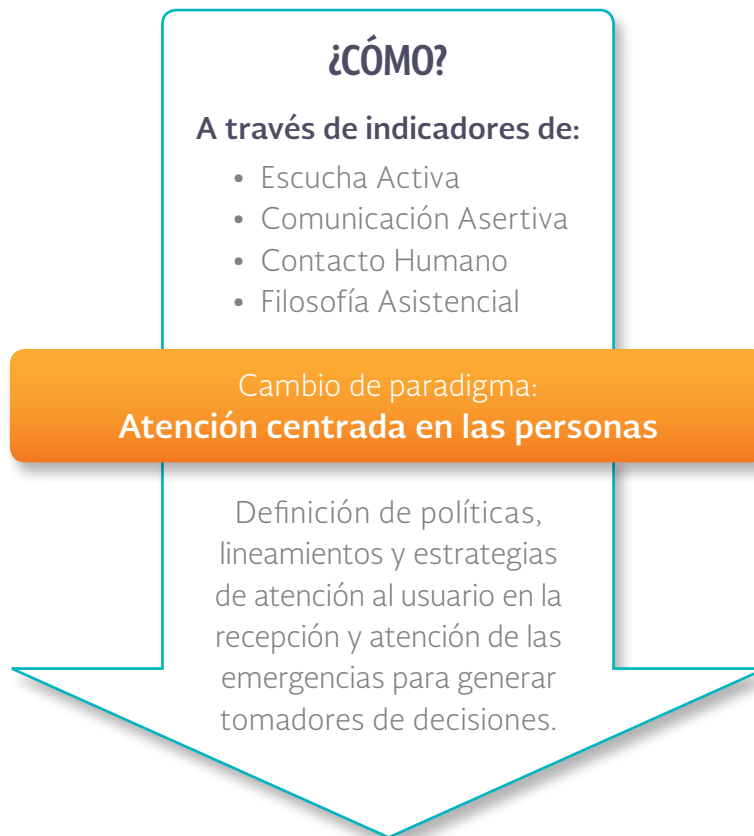 ¿CÓMO?
A través de indicadores de:
• Escucha Activa
• Comunicación Asertiva
• Contacto Humano
• Filosofía Asistencial
Cambio de paradigma:
Atención centrada en las personas
Definición de políticas,
lineamientos y estrategias
de atención al usuario en la
recepción y atención de las
emergencias para generar
tomadores de decisiones.